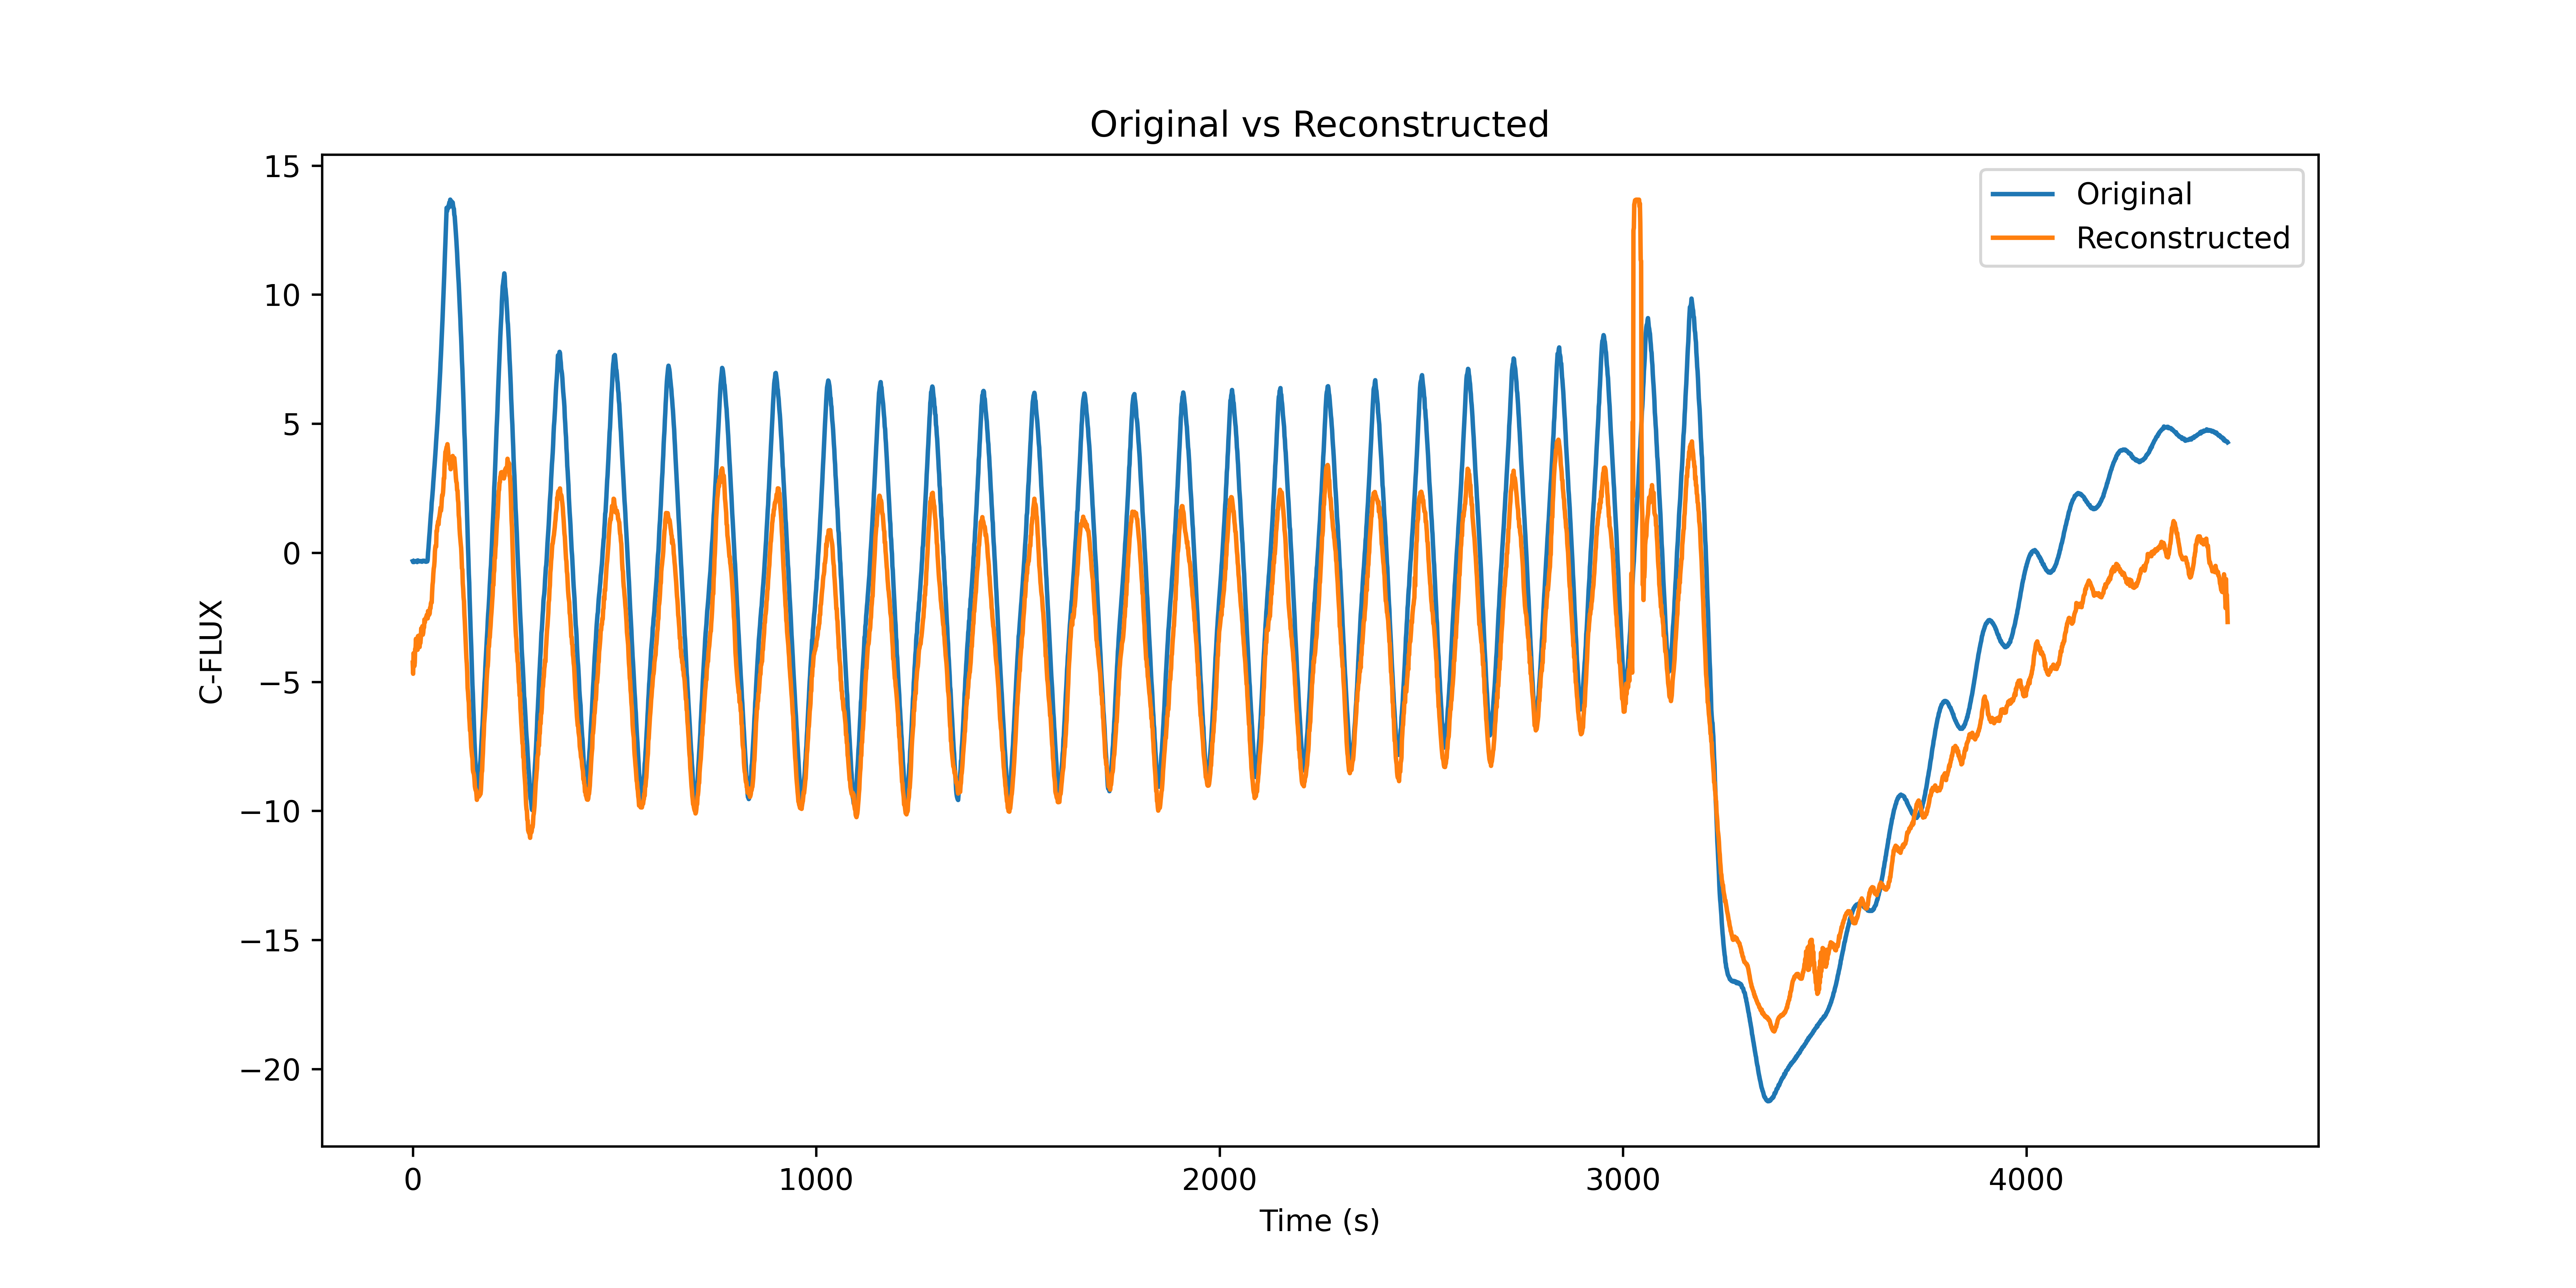 Original vs Reconstructed
15
10
5
0
−5
−10
−15
−20
C-FLUX
Original
Reconstructed
0 1000 2000 3000 4000
Time (s)